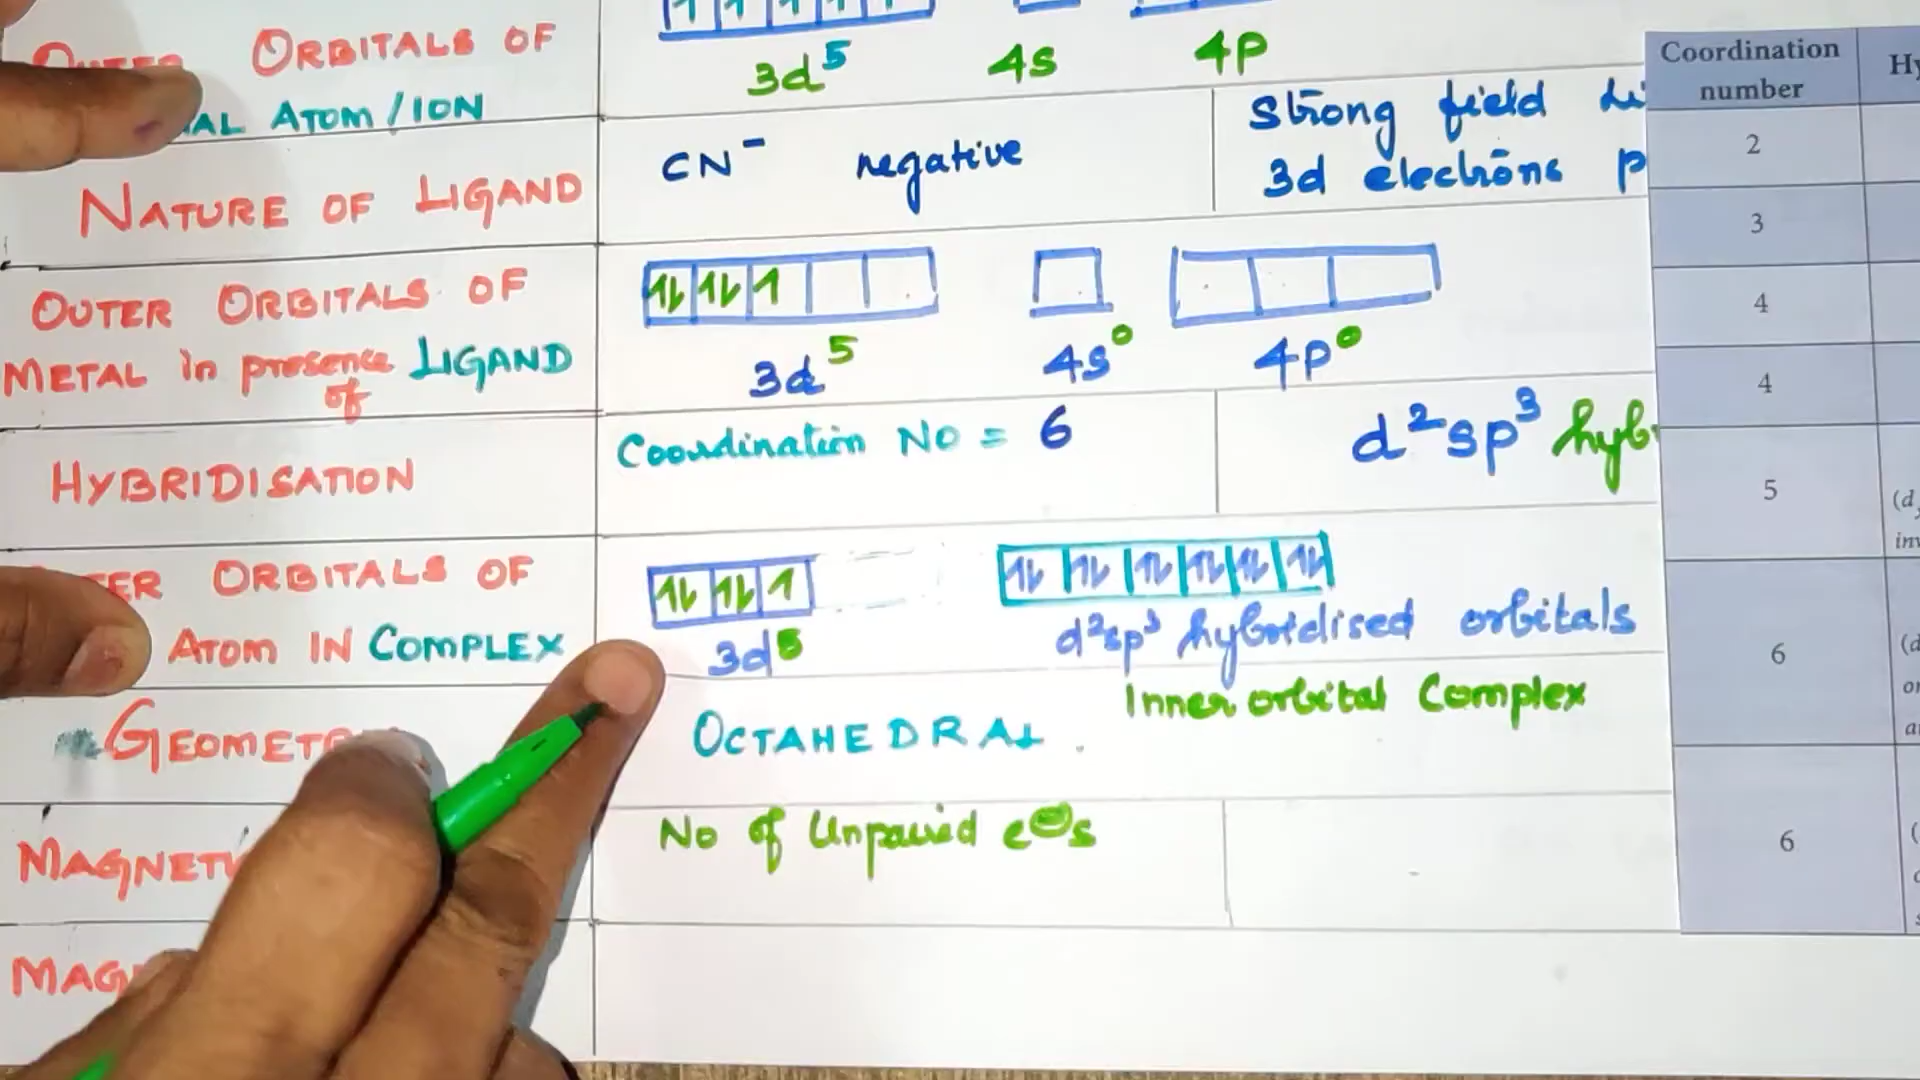 ORBITALS OF
3d5 4s 4p
ATOM/ION
NATURE OF LIGAND
CN- negative
Strong field
3d electrons
OUTER ORBITALS OF
METAL in presence of LIGAND
3d5 4s0 4p0
HYBRIDISATION
Coordination No = 6
d2sp3
ORBITALS OF
ATOM IN COMPLEX
3d5
d2sp3 hybridised orbitals
OCTAHEDRAL
Inner orbital Complex
No of Unpaired e⊖s
Coordination
number
2
3
4
4
5
6
6